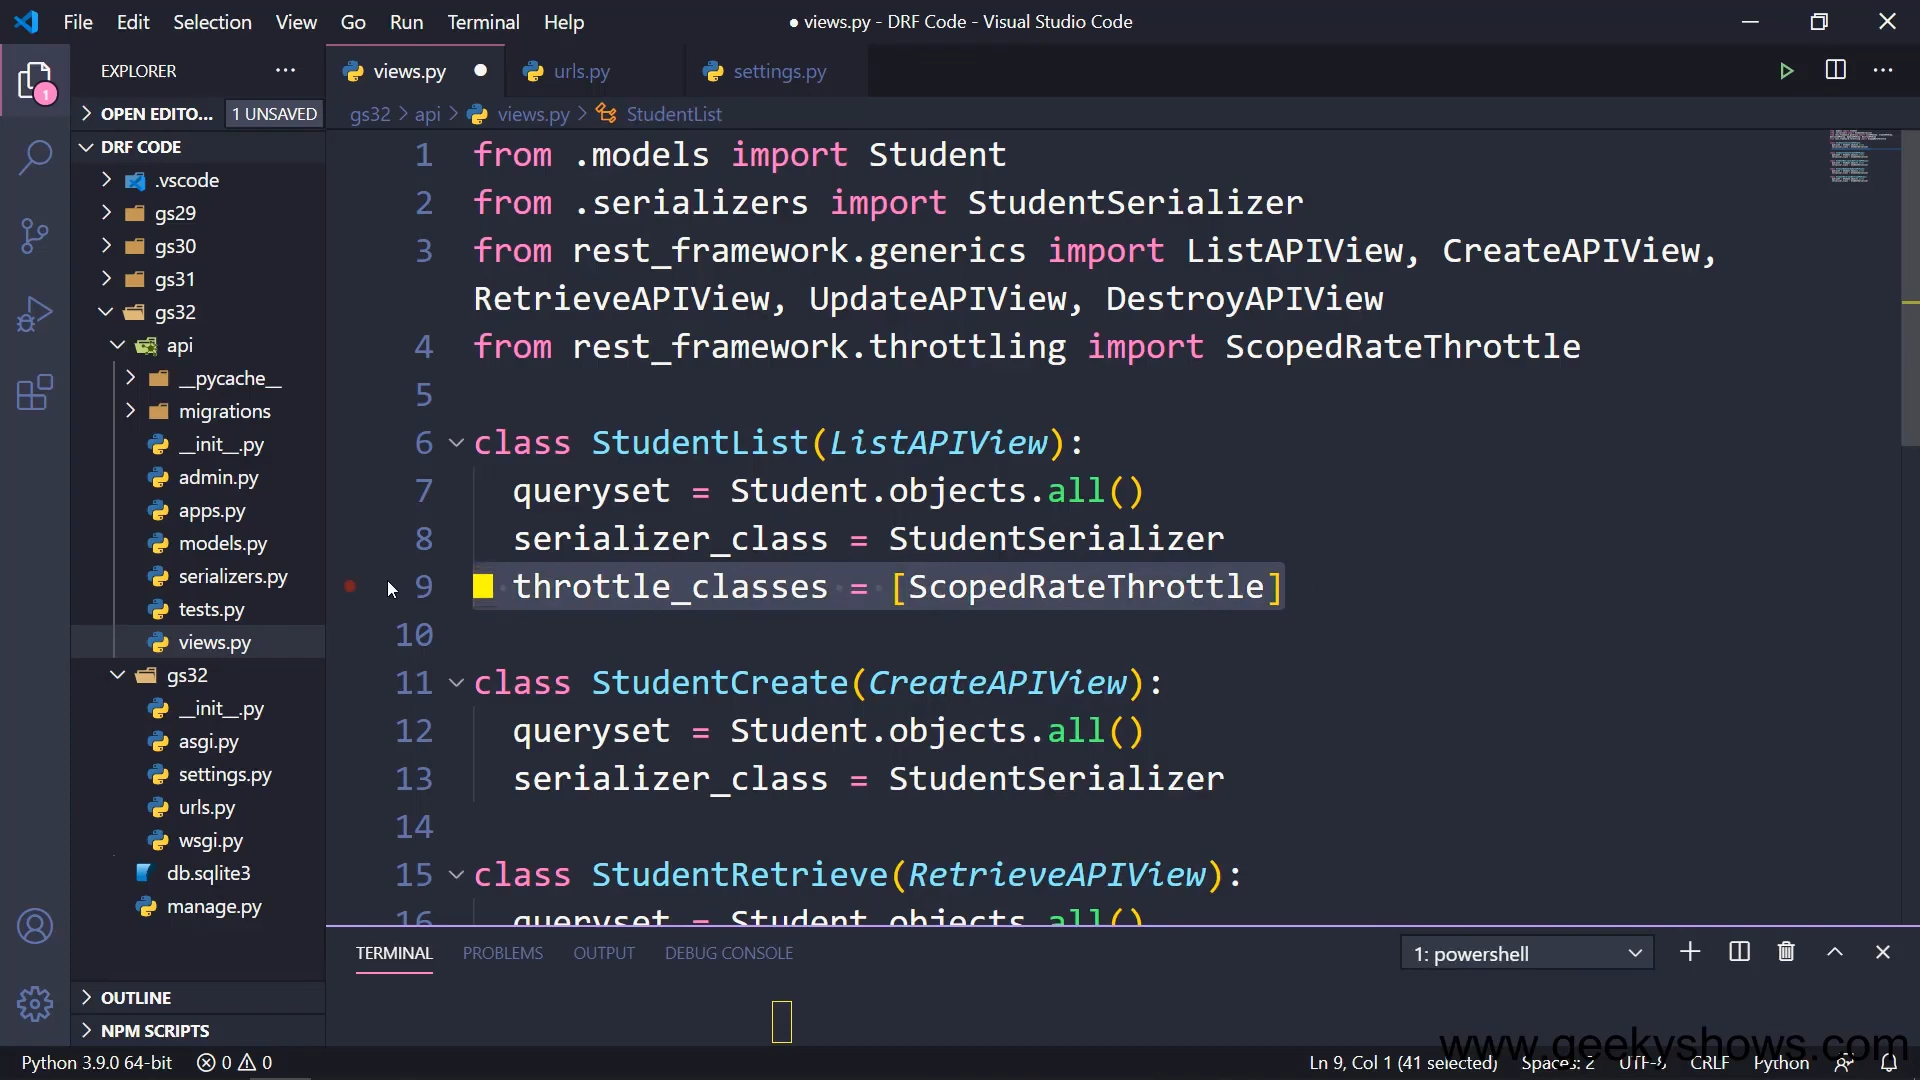 File Edit Selection View Go Run Terminal Help ● views.py - DRF Code - Visual Studio Code
EXPLORER ...
views.py urls.py settings.py
1
OPEN EDITO... 1 UNSAVED
gs32 > api > views.py > StudentList
DRF CODE
.vscode
gs29
gs30
gs31
gs32
api
__pycache__
migrations
__init__.py
admin.py
apps.py
models.py
serializers.py
tests.py
views.py
gs32
__init__.py
asgi.py
settings.py
urls.py
wsgi.py
db.sqlite3
manage.py
OUTLINE
NPM SCRIPTS
1 from .models import Student
2 from .serializers import StudentSerializer
3 from rest_framework.generics import ListAPIView, CreateAPIView,
RetrieveAPIView, UpdateAPIView, DestroyAPIView
4 from rest_framework.throttling import ScopedRateThrottle
5
6 class StudentList(ListAPIView):
7 queryset = Student.objects.all()
8 serializer_class = StudentSerializer
9 throttle_classes = [ScopedRateThrottle]
10
11 class StudentCreate(CreateAPIView):
12 queryset = Student.objects.all()
13 serializer_class = StudentSerializer
14
15 class StudentRetrieve(RetrieveAPIView):
16 queryset = Student.objects.all()
TERMINAL PROBLEMS OUTPUT DEBUG CONSOLE 1: powershell
www.geekyshows.com
Python 3.9.0 64-bit 0 0 Ln 9, Col 1 (41 selected) Spaces: 2 UTF-8 CRLF Python